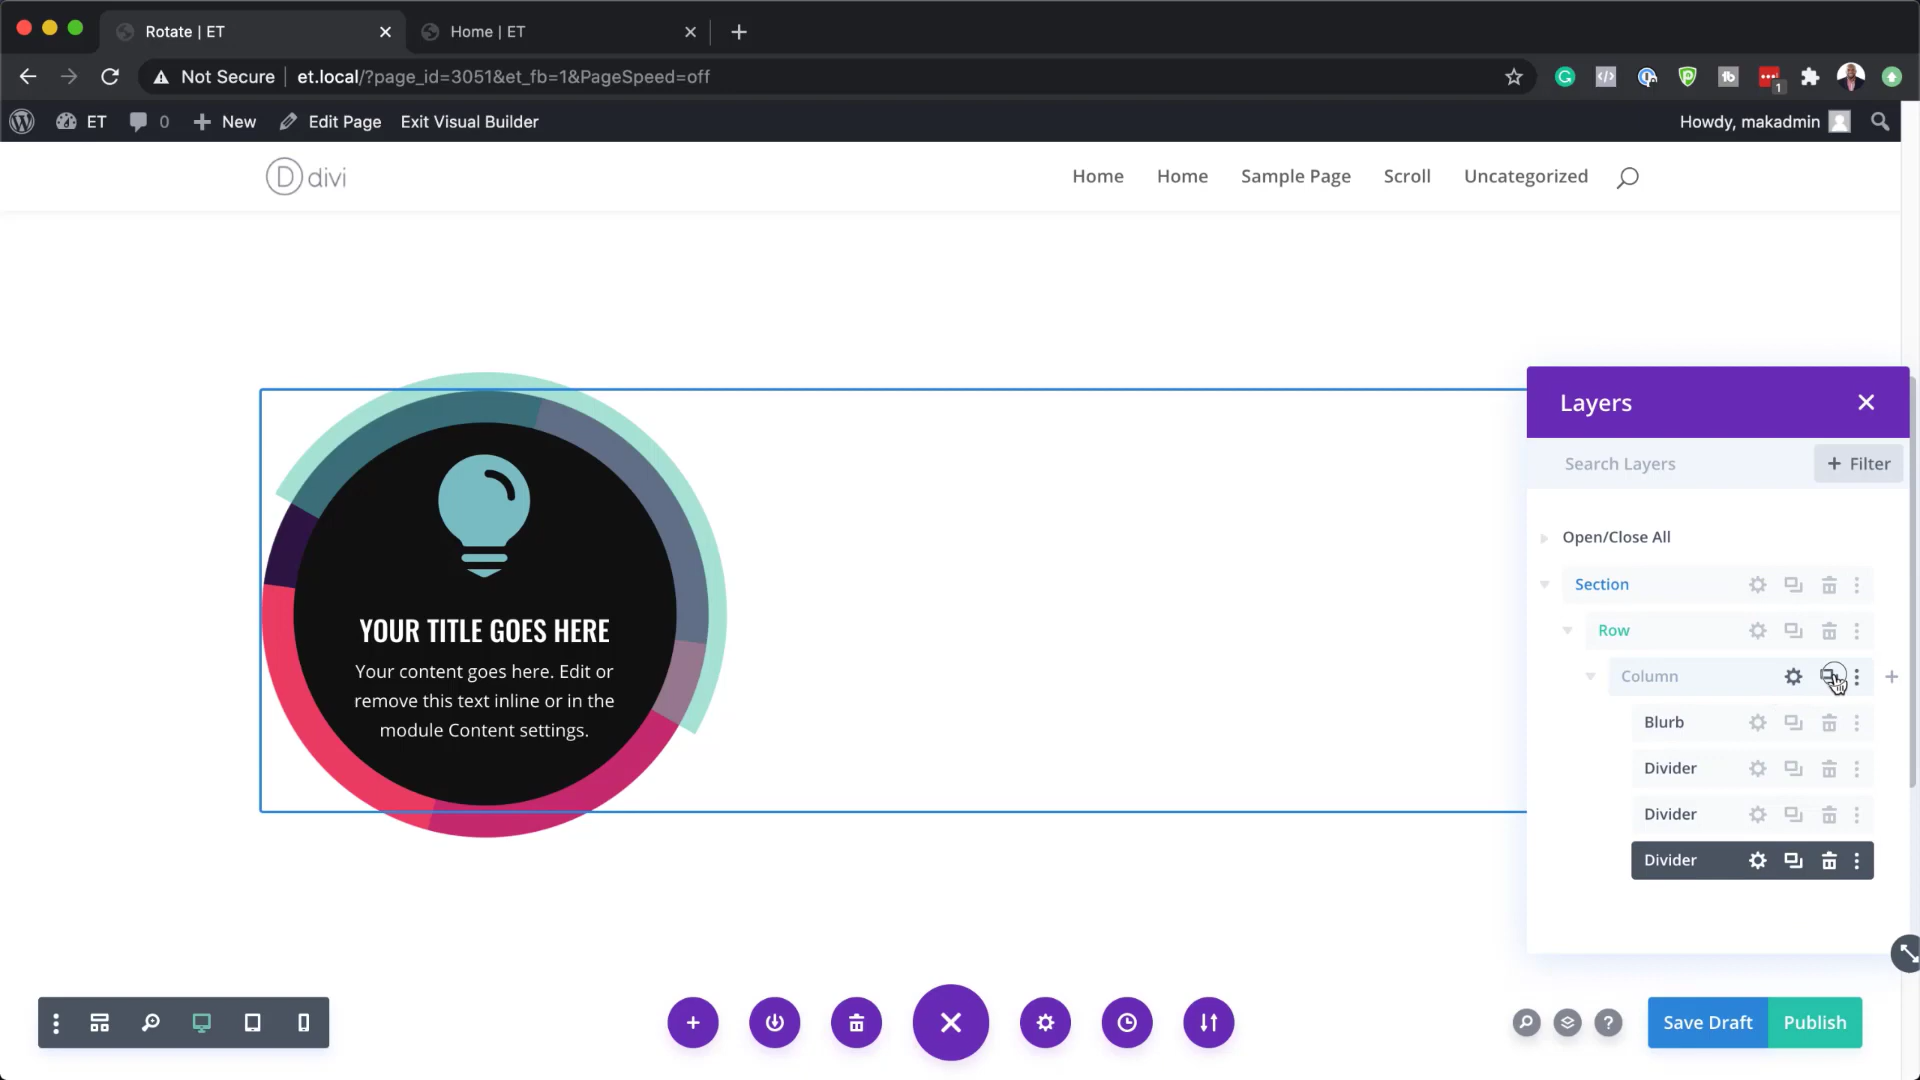 Rotate | ET
Home | ET
Not Secure
et.local/?page_id=3051&et_fb=1&PageSpeed=off
1
ET
0
New
Edit Page
Exit Visual Builder
Howdy, makadmin
D divi
Home
Home
Sample Page
Scroll
Uncategorized
Layers
Search Layers
+ Filter
Open/Close All
Section
Row
Column
Blurb
Divider
Divider
Divider
YOUR TITLE GOES HERE
Your content goes here. Edit or
remove this text inline or in the
module Content settings.
Save Draft
Publish